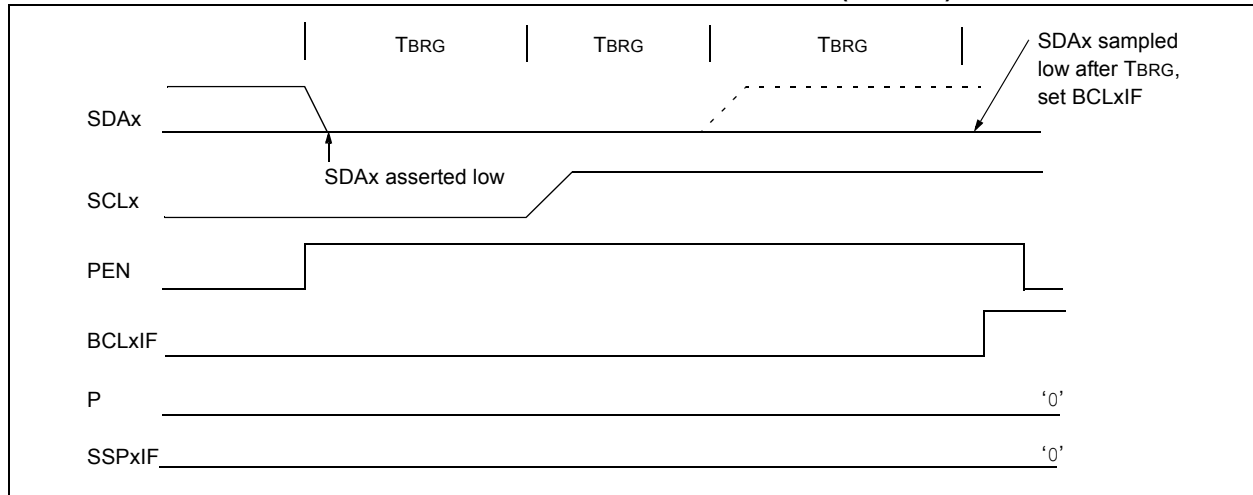 TBRG TBRG TBRG
SDAx sampled
low after TBRG,
set BCLxIF
SDAx
SDAx asserted low
SCLx
PEN
BCLxIF
P ‘0’
SSPxIF ‘0’